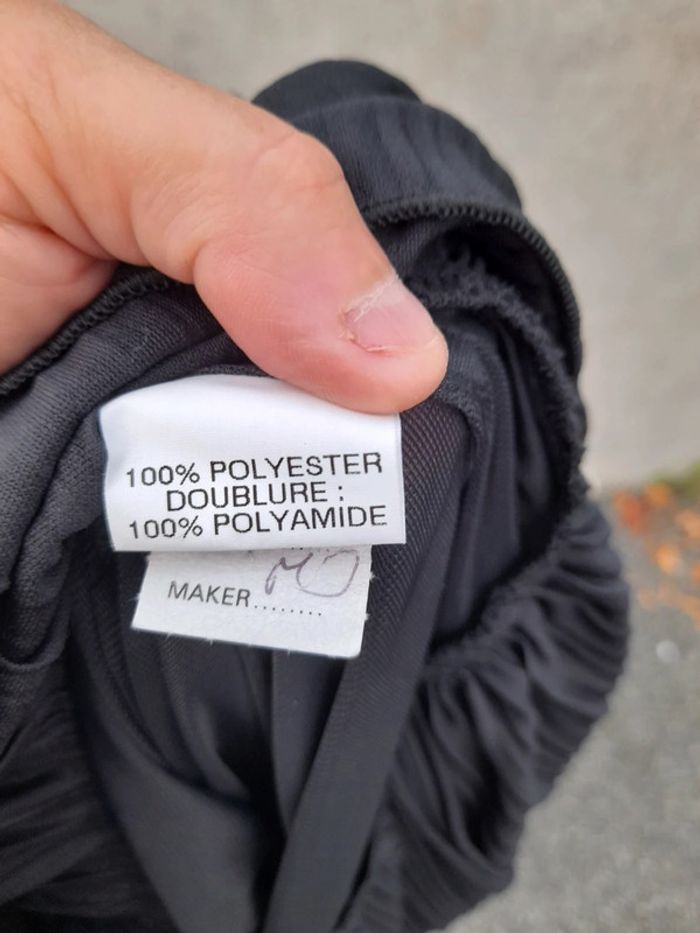 100% POLYESTER
DOUBLURE :
100% POLYAMIDE
MAKER........